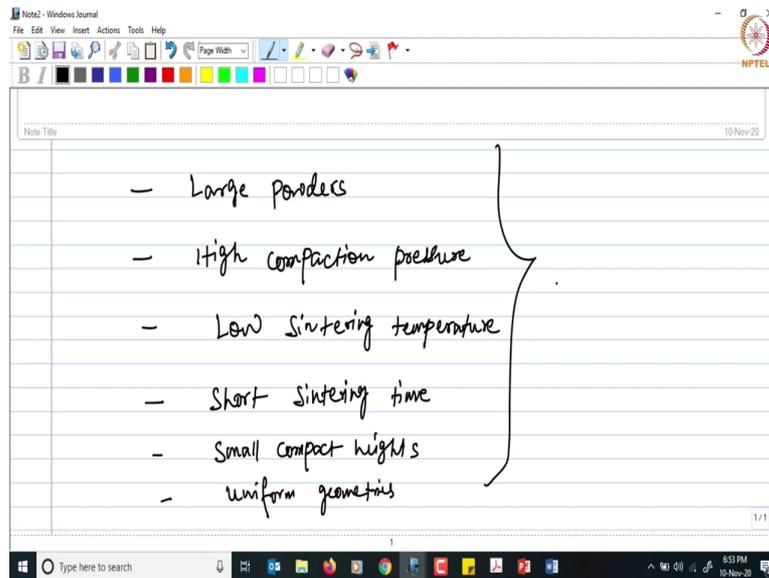 Note2 - Windows Journal
File Edit View Insert Actions Tools Help
Page Width
NPTEL
B I
Note Title
10-Nov-20
— Large powders
— High compaction pressure
— Low sintering temperature
— Short sintering time
- Small compact heights
- uniform geometries
1/1
1
Type here to search
6:53 PM
10-Nov-20